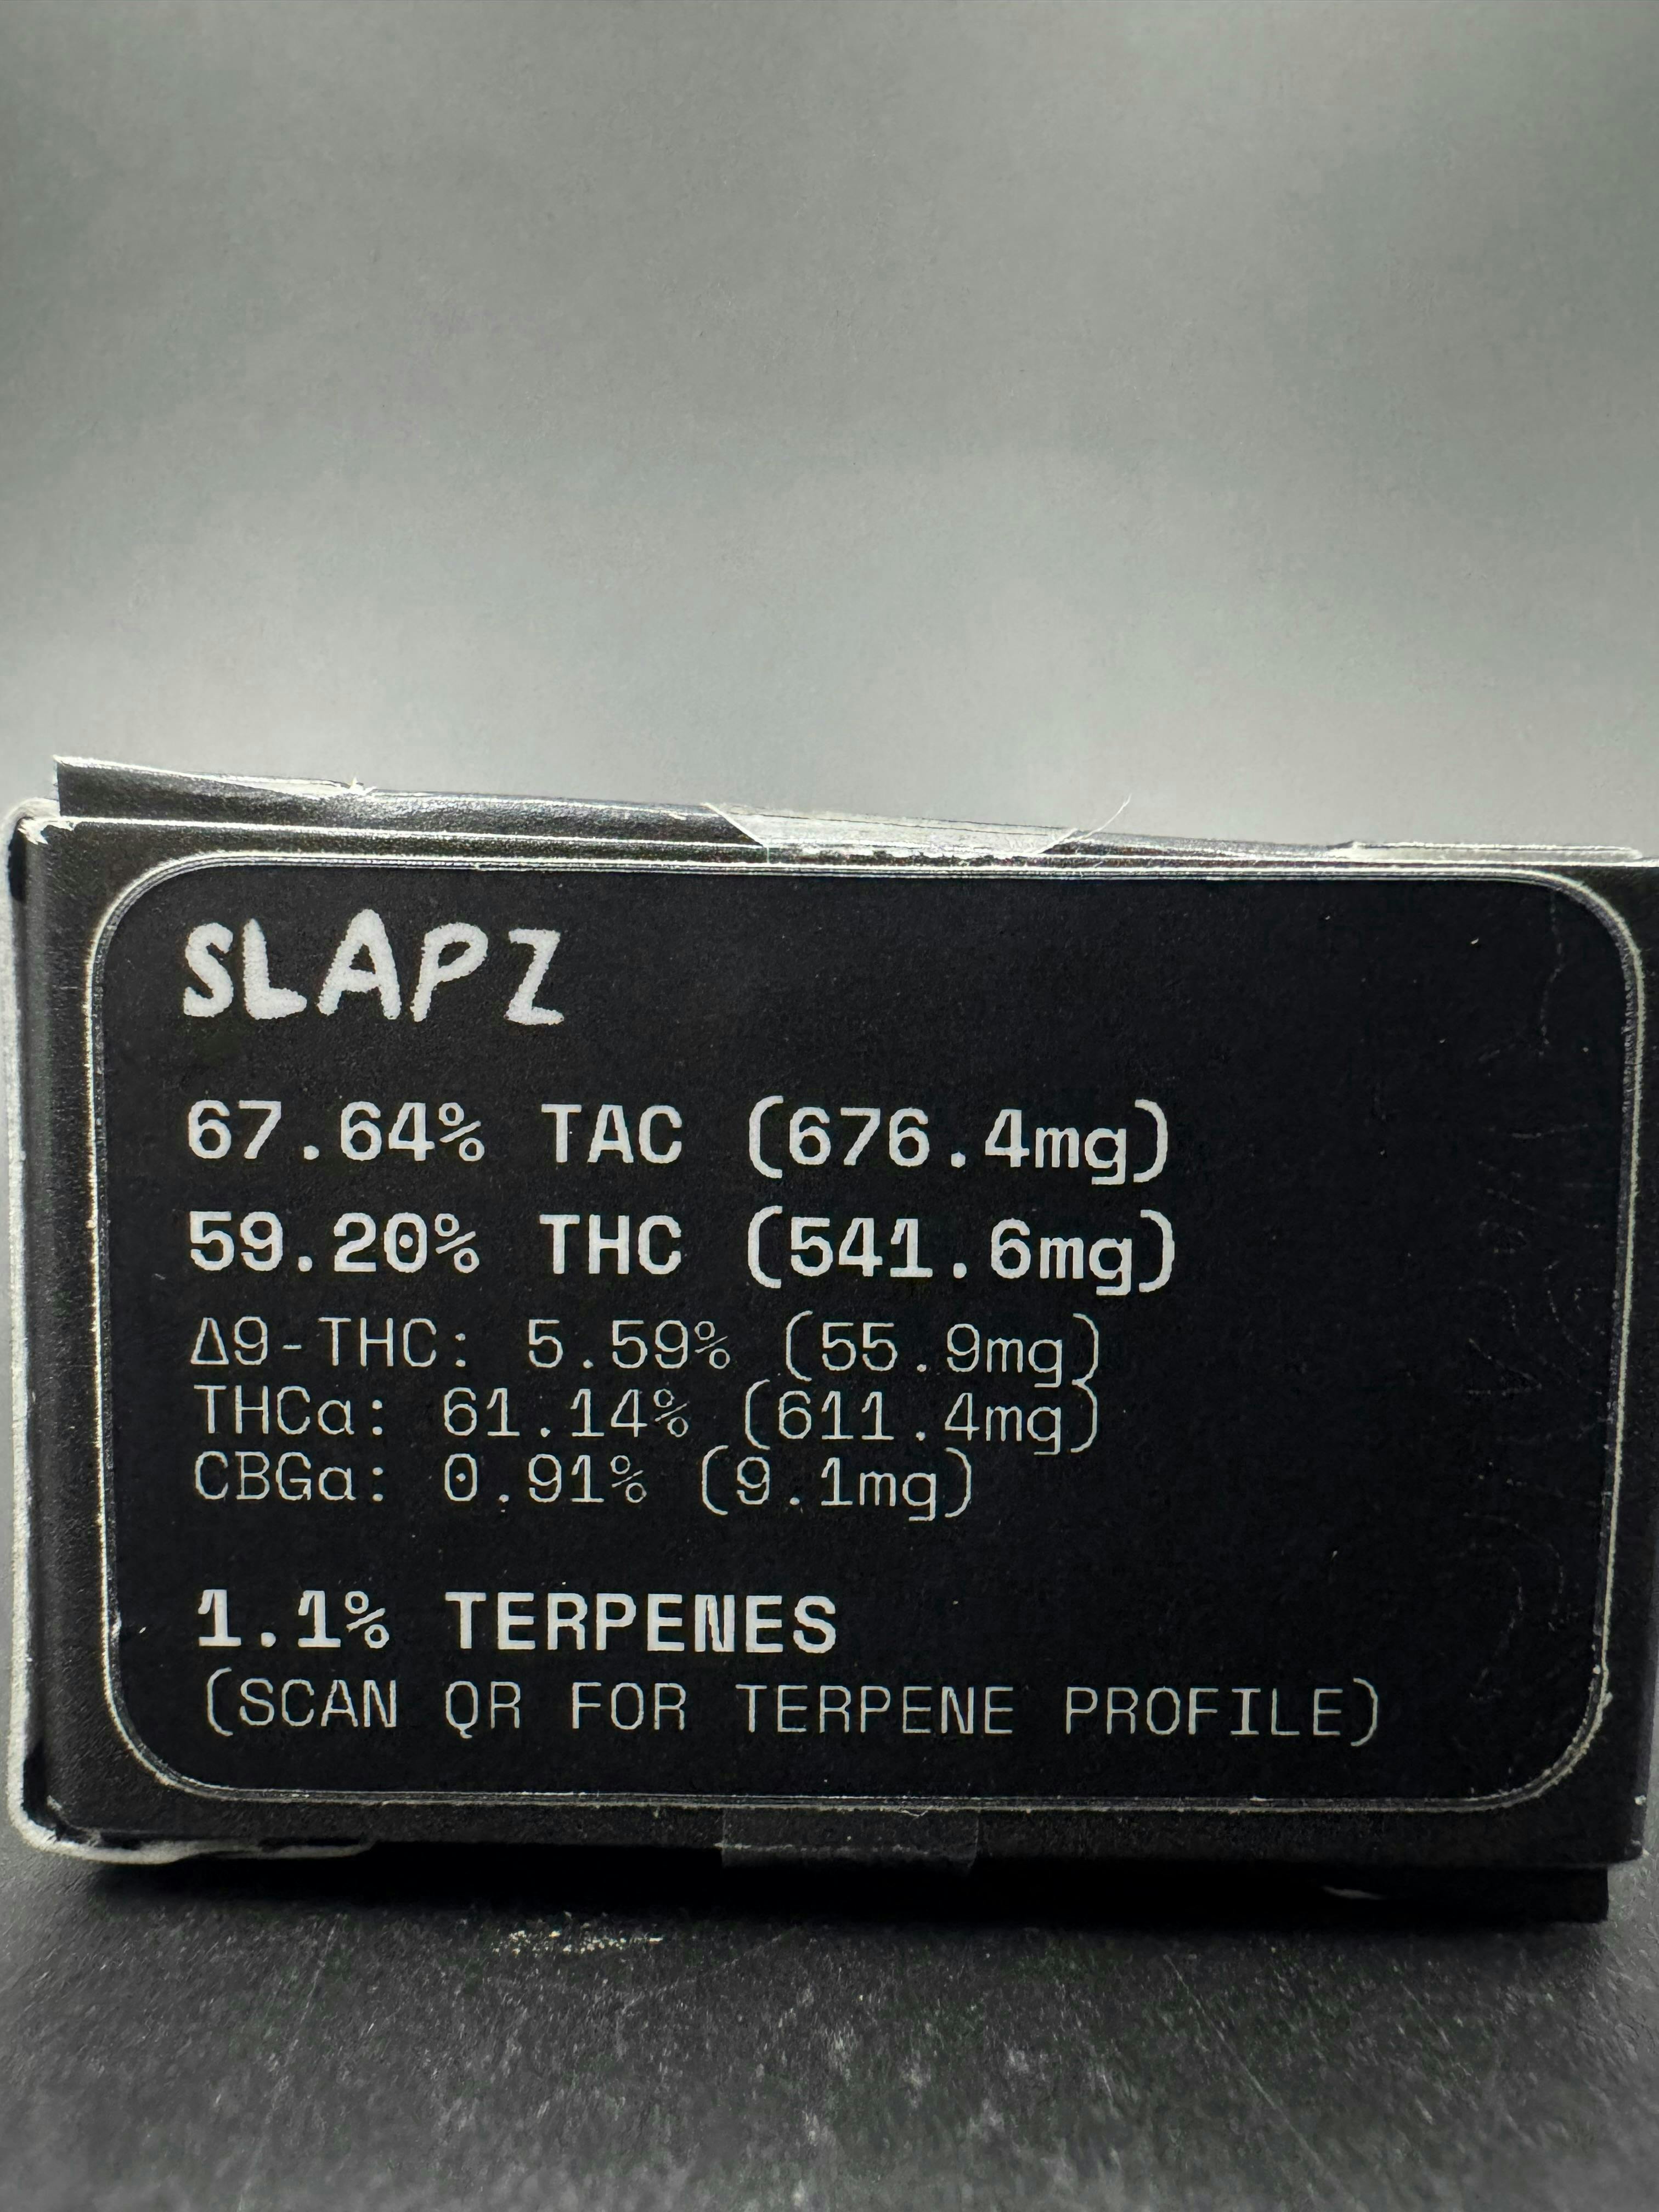 SLAPZ
67.64% TAC (676.4mg)
59.20% THC (541.6mg)
Δ9-THC: 5.59% (55.9mg)
THCa: 61.14% (611.4mg)
CBGa: 0.91% (9.1mg)
1.1% TERPENES
(SCAN QR FOR TERPENE PROFILE)